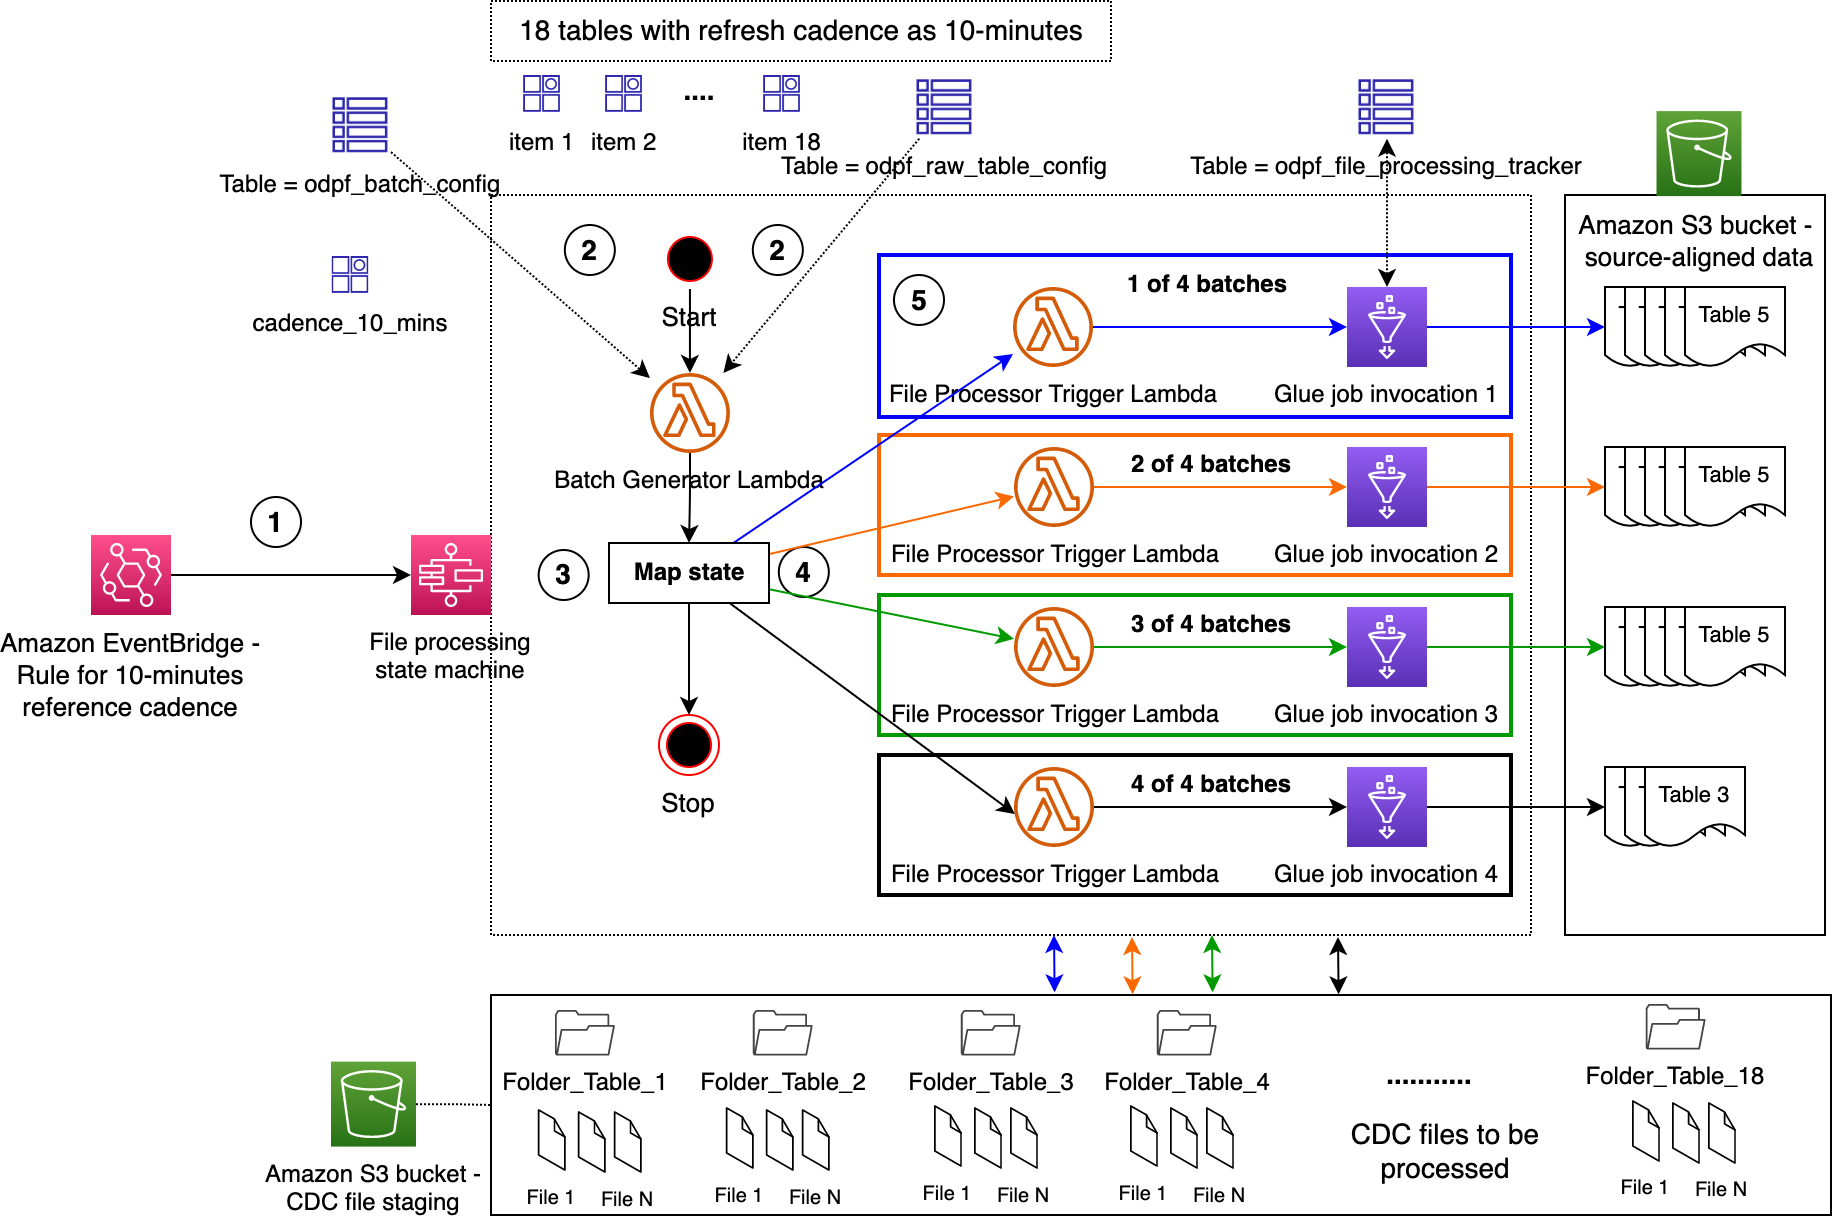 18 tables with refresh cadence as 10-minutes
item 1
item 2
....
item 18
Table = odpf_batch_config
Table = odpf_raw_table_config
Table = odpf_file_processing_tracker
cadence_10_mins
Amazon S3 bucket -
source-aligned data
2
2
Start
Batch Generator Lambda
1
Amazon EventBridge -
Rule for 10-minutes
reference cadence
File processing
state machine
3
Map state
4
Stop
5
1 of 4 batches
File Processor Trigger Lambda
Glue job invocation 1
Table 5
2 of 4 batches
File Processor Trigger Lambda
Glue job invocation 2
Table 5
3 of 4 batches
File Processor Trigger Lambda
Glue job invocation 3
Table 5
4 of 4 batches
File Processor Trigger Lambda
Glue job invocation 4
Table 3
Amazon S3 bucket -
CDC file staging
Folder_Table_1
File 1
File N
Folder_Table_2
File 1
File N
Folder_Table_3
File 1
File N
Folder_Table_4
File 1
File N
...........
CDC files to be
processed
Folder_Table_18
File 1
File N